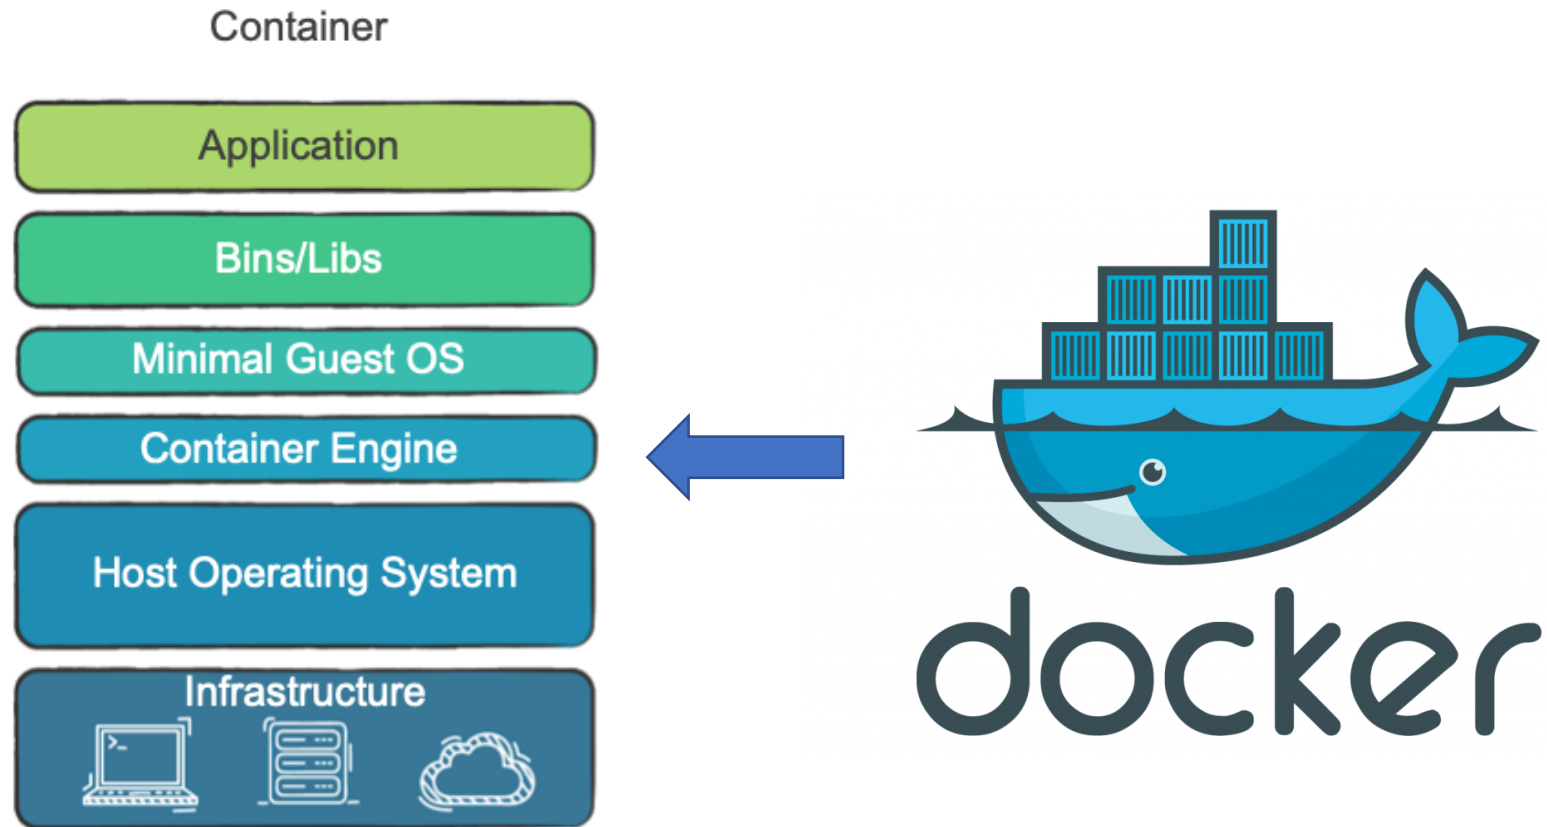 Container
Application
Bins/Libs
Minimal Guest OS
Container Engine
Host Operating System
Infrastructure
>_
docker